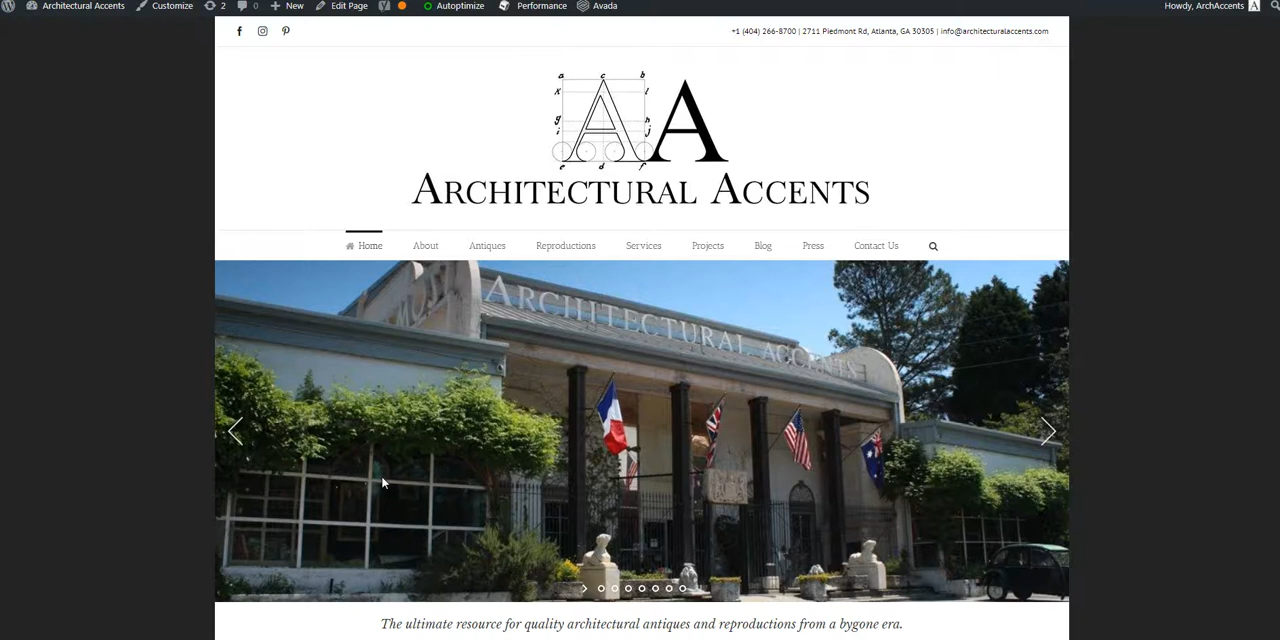 Architectural Accents Customize 2 0 New Edit Page Autoptimize Performance Avada Howdy, ArchAccents A
+1 (404) 266-8700 | 2711 Piedmont Rd, Atlanta, GA 30305 | info@architecturalaccents.com
a c b
x l
g h
i j
e d f
AA
ARCHITECTURAL ACCENTS
Home About Antiques Reproductions Services Projects Blog Press Contact Us
ARCHITECTURAL ACCENTS
The ultimate resource for quality architectural antiques and reproductions from a bygone era.